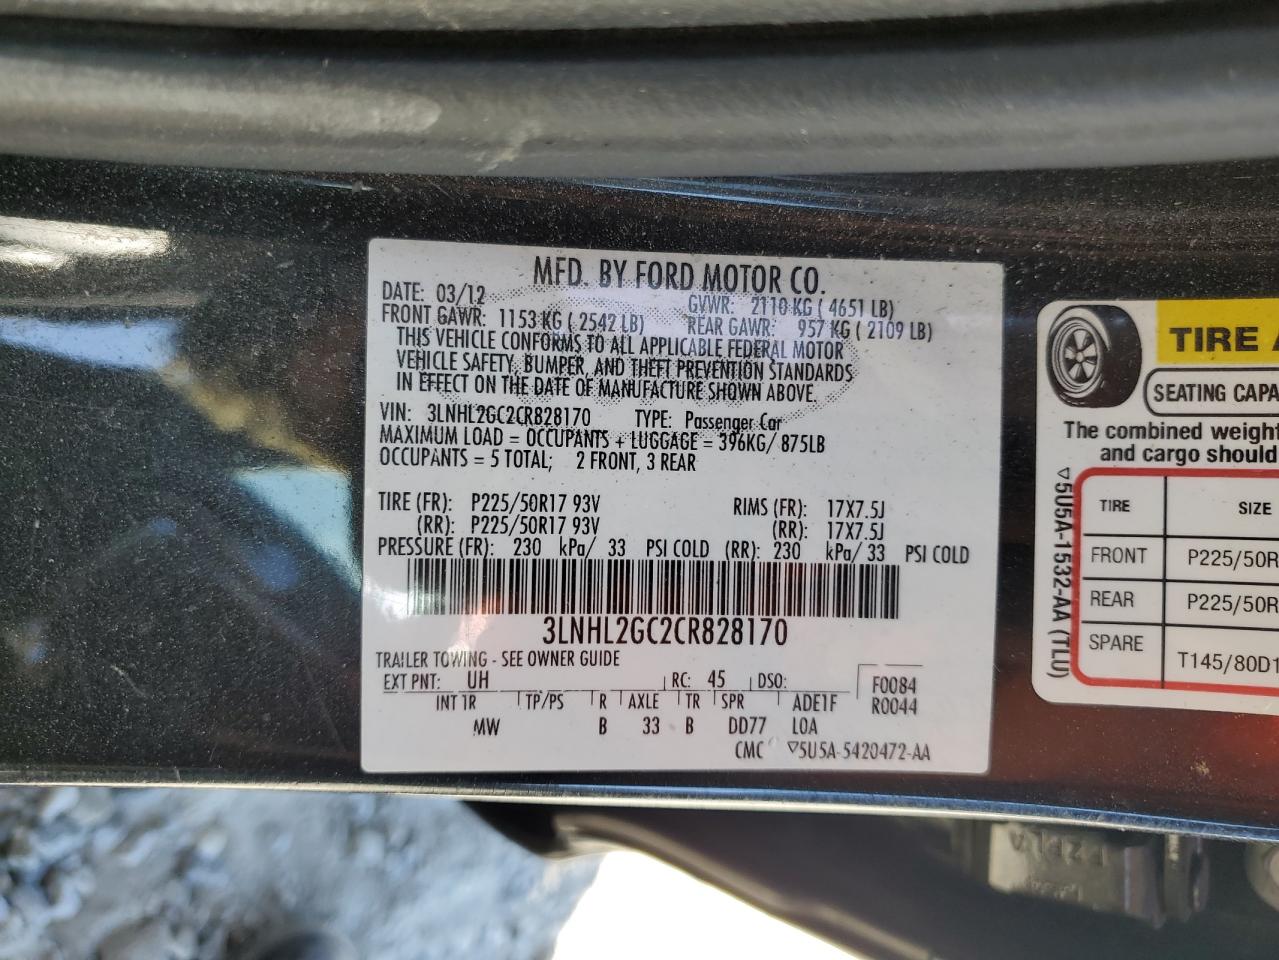 MFD. BY FORD MOTOR CO.
DATE: 03/12 GVWR: 2110 KG ( 4651 LB)
FRONT GAWR: 1153 KG ( 2542 LB) REAR GAWR: 957 KG ( 2109 LB)
THIS VEHICLE CONFORMS TO ALL APPLICABLE FEDERAL MOTOR
VEHICLE SAFETY, BUMPER, AND THEFT PREVENTION STANDARDS
IN EFFECT ON THE DATE OF MANUFACTURE SHOWN ABOVE.
VIN: 3LNHL2GC2CR828170 TYPE: Passenger Car
MAXIMUM LOAD = OCCUPANTS + LUGGAGE = 396KG/ 875LB
OCCUPANTS = 5 TOTAL; 2 FRONT, 3 REAR
TIRE (FR): P225/50R17 93V RIMS (FR): 17X7.5J
(RR): P225/50R17 93V (RR): 17X7.5J
PRESSURE (FR): 230 kPa/ 33 PSI COLD (RR): 230 kPa/ 33 PSI COLD
3LNHL2GC2CR828170
TRAILER TOWING - SEE OWNER GUIDE
EXT PNT: UH RC: 45 DSO: F0084
INT 1R TP/PS R AXLE TR SPR ADE1F R0044
MW B 33 B DD77 LOA
CMC ▽5U5A-5420472-AA
TIRE A
SEATING CAPA
The combined weight
and cargo should
TIRE SIZE
FRONT P225/50R
REAR P225/50R
SPARE T145/80D1
▽5U5A-1532-AA (TLU)